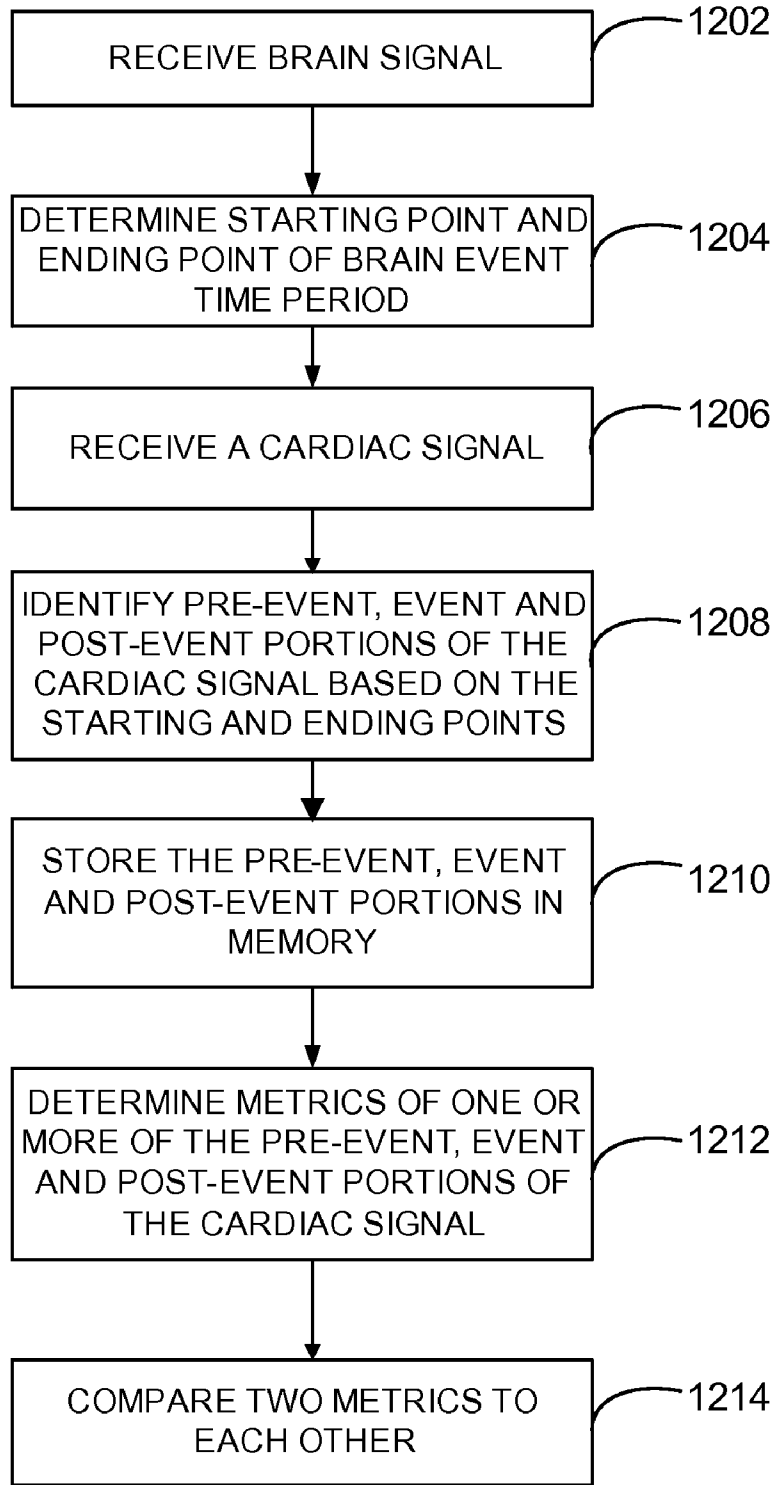 RECEIVE BRAIN SIGNAL
1202
DETERMINE STARTING POINT AND
ENDING POINT OF BRAIN EVENT
TIME PERIOD
1204
RECEIVE A CARDIAC SIGNAL
1206
IDENTIFY PRE-EVENT, EVENT AND
POST-EVENT PORTIONS OF THE
CARDIAC SIGNAL BASED ON THE
STARTING AND ENDING POINTS
1208
STORE THE PRE-EVENT, EVENT
AND POST-EVENT PORTIONS IN
MEMORY
1210
DETERMINE METRICS OF ONE OR
MORE OF THE PRE-EVENT, EVENT
AND POST-EVENT PORTIONS OF
THE CARDIAC SIGNAL
1212
COMPARE TWO METRICS TO
EACH OTHER
1214